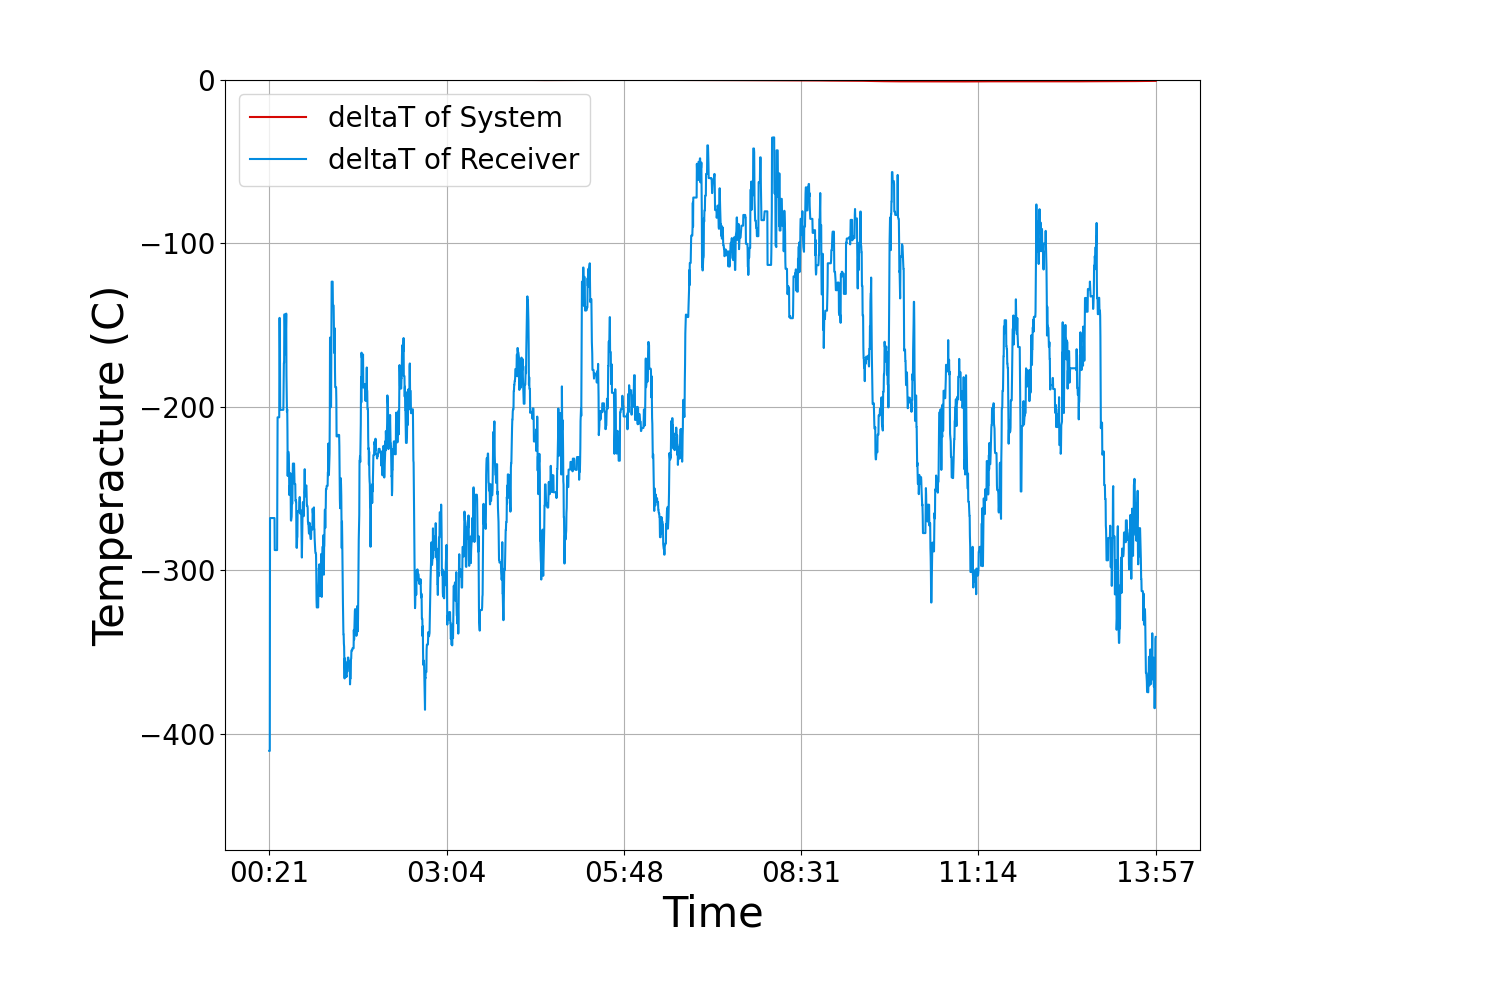 0
deltaT of System
deltaT of Receiver
−100
−200
−300
−400
Temperacture (C)
00:21 03:04 05:48 08:31 11:14 13:57
Time